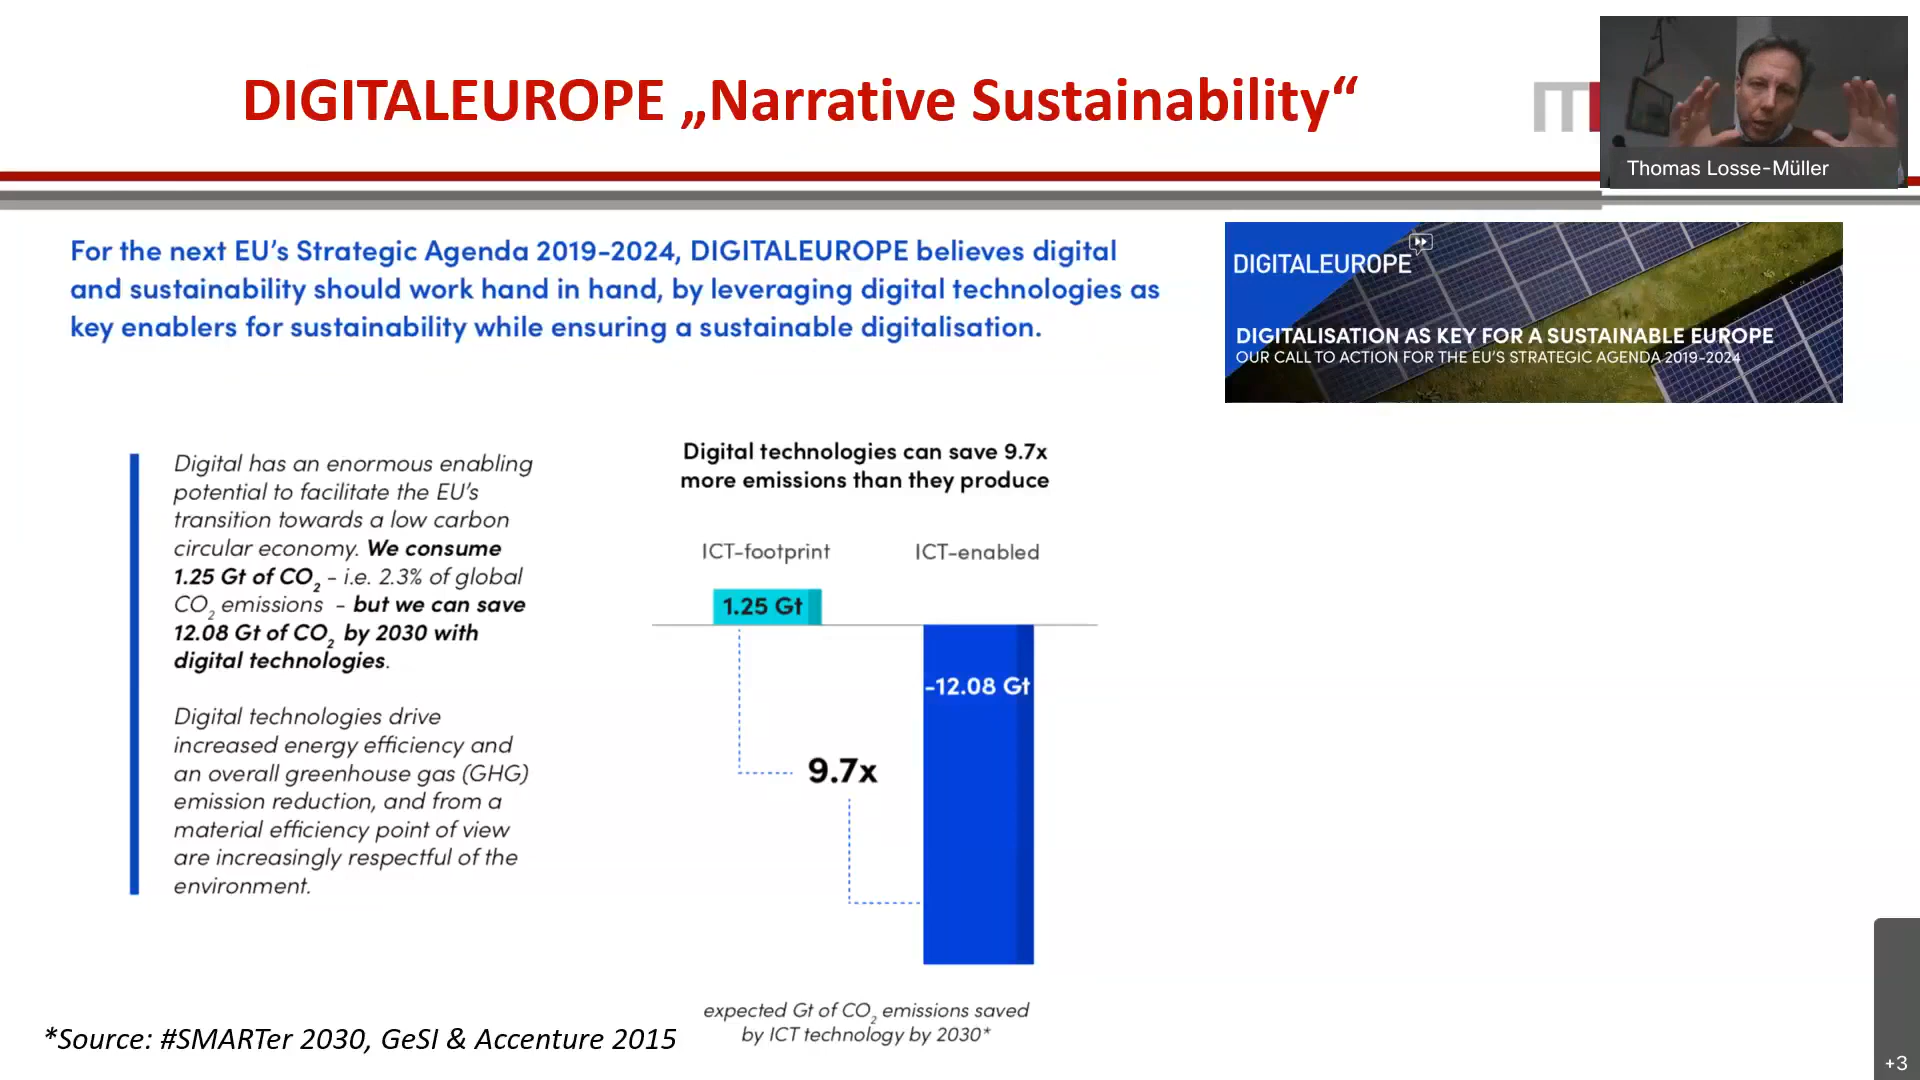 DIGITALEUROPE „Narrative Sustainability“
Thomas Losse-Müller
For the next EU’s Strategic Agenda 2019-2024, DIGITALEUROPE believes digital
and sustainability should work hand in hand, by leveraging digital technologies as
key enablers for sustainability while ensuring a sustainable digitalisation.
DIGITALEUROPE
DIGITALISATION AS KEY FOR A SUSTAINABLE EUROPE
OUR CALL TO ACTION FOR THE EU’S STRATEGIC AGENDA 2019-2024
Digital has an enormous enabling
potential to facilitate the EU’s
transition towards a low carbon
circular economy. We consume
1.25 Gt of CO₂ - i.e. 2.3% of global
CO₂ emissions - but we can save
12.08 Gt of CO₂ by 2030 with
digital technologies.
Digital technologies drive
increased energy efficiency and
an overall greenhouse gas (GHG)
emission reduction, and from a
material efficiency point of view
are increasingly respectful of the
environment.
Digital technologies can save 9.7x
more emissions than they produce
ICT-footprint
ICT-enabled
1.25 Gt
-12.08 Gt
9.7x
expected Gt of CO₂ emissions saved
by ICT technology by 2030*
*Source: #SMARTer 2030, GeSI & Accenture 2015
+3